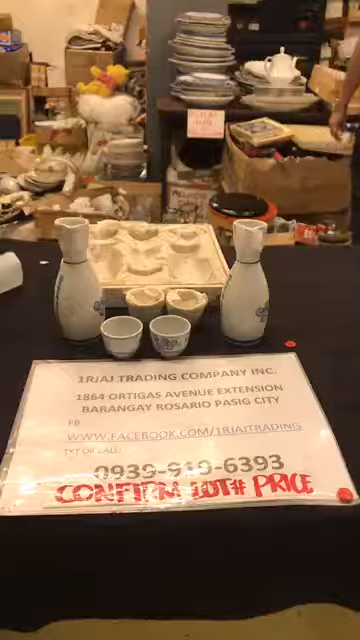 1RJAJ TRADING COMPANY INC.
1864 ORTIGAS AVENUE EXTENSION
BARANGAY ROSARIO PASIG CITY
FB
WWW.FACEBOOK.COM/1RJAJTRADING
TXT OR CALL:
0939-919-6393
CONFIRM LOT# PRICE